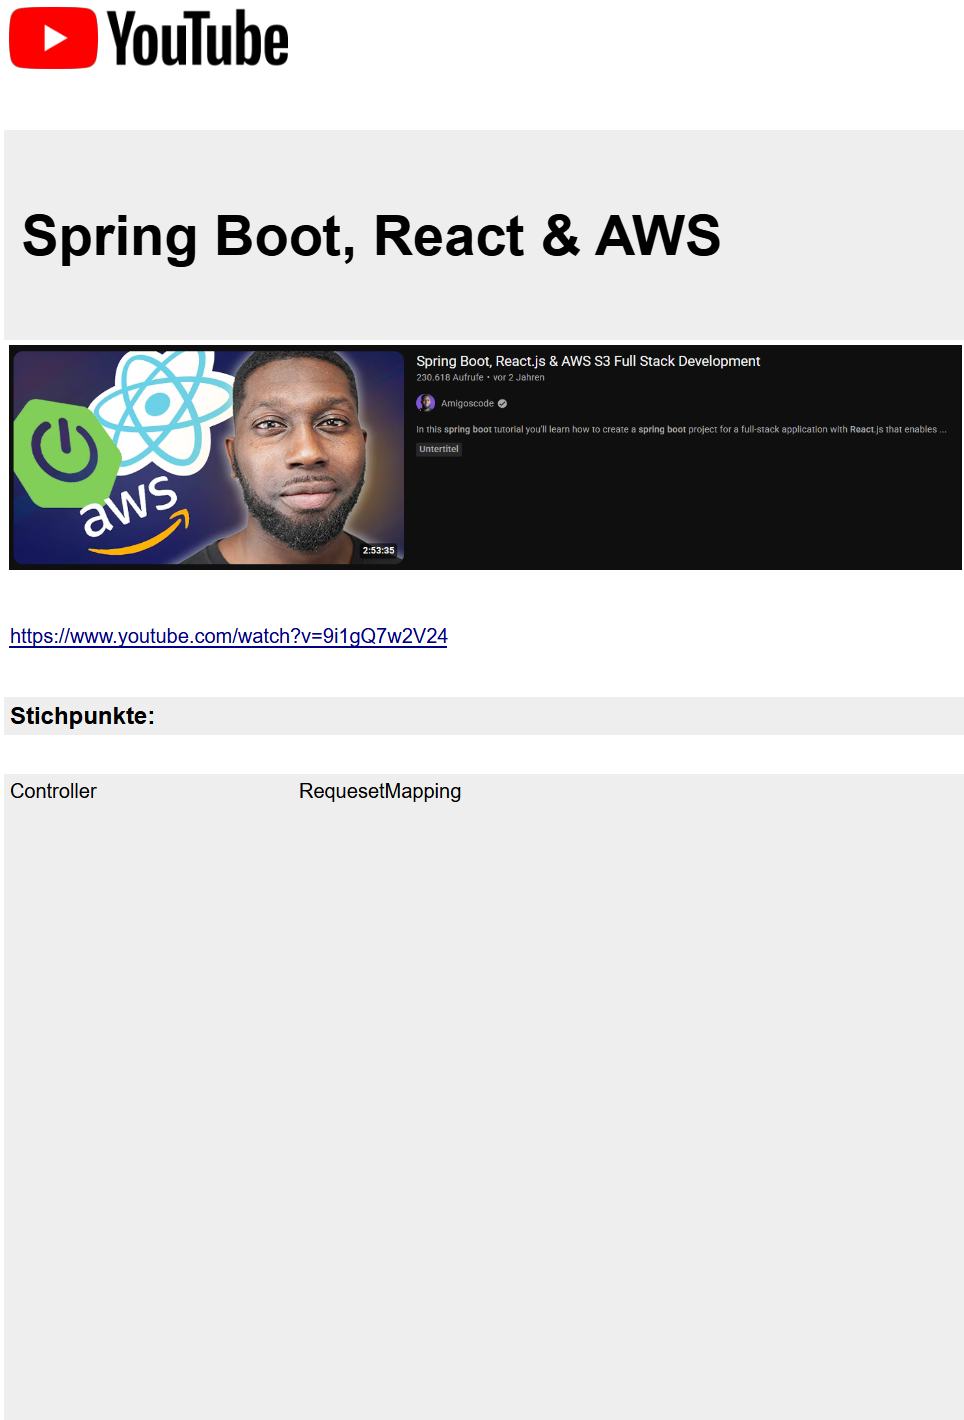 YouTube
Spring Boot, React & AWS
aws
2:53:35
Spring Boot, React.js & AWS S3 Full Stack Development
230.618 Aufrufe • vor 2 Jahren
Amigoscode
In this spring boot tutorial you'll learn how to create a spring boot project for a full-stack application with React.js that enables ...
Untertitel
https://www.youtube.com/watch?v=9i1gQ7w2V24
Stichpunkte:
Controller RequesetMapping